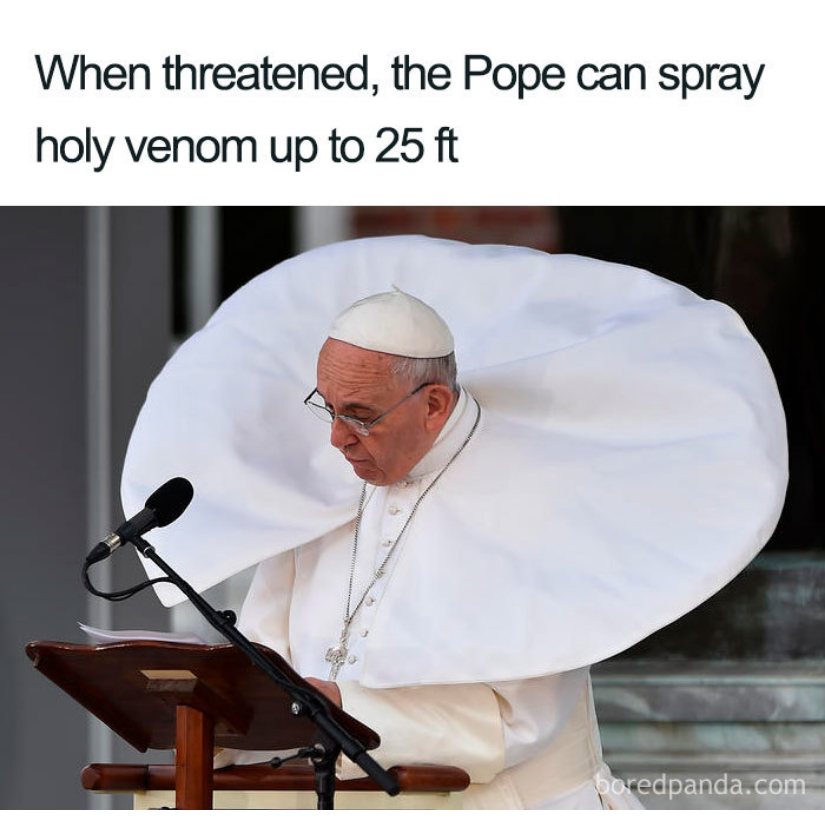 When threatened, the Pope can spray
holy venom up to 25 ft
boredpanda.com